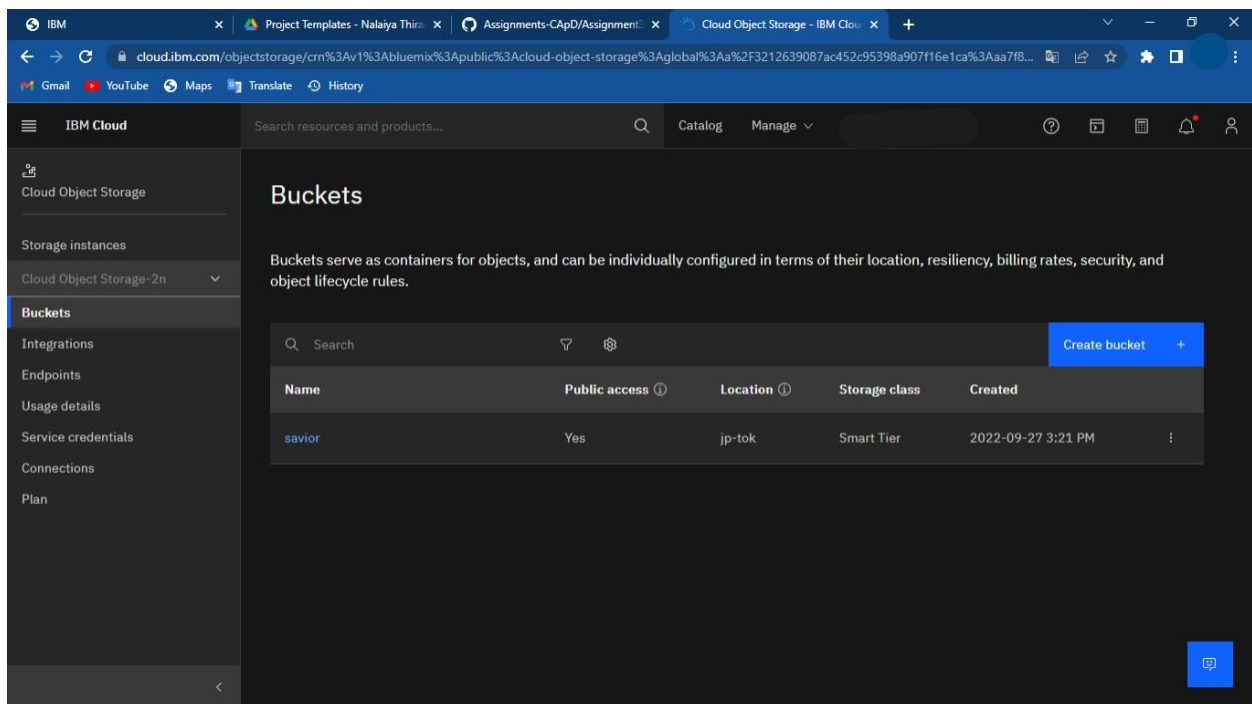 IBM
Project Templates - Nalaiya Thira
Assignments-CApD/Assignment3
Cloud Object Storage - IBM Clou
cloud.ibm.com/objectstorage/crn%3Av1%3Abluemix%3Apublic%3Acloud-object-storage%3Aglobal%3Aa%2F3212639087ac452c95398a907f16e1ca%3Aaa7f8...
Gmail YouTube Maps Translate History
IBM Cloud Search resources and products... Catalog Manage
Cloud Object Storage
Storage instances
Cloud Object Storage-2n
Buckets
Integrations
Endpoints
Usage details
Service credentials
Connections
Plan
Buckets
Buckets serve as containers for objects, and can be individually configured in terms of their location, resiliency, billing rates, security, and
object lifecycle rules.
Search Create bucket +
Name Public access Location Storage class Created
savior Yes jp-tok Smart Tier 2022-09-27 3:21 PM